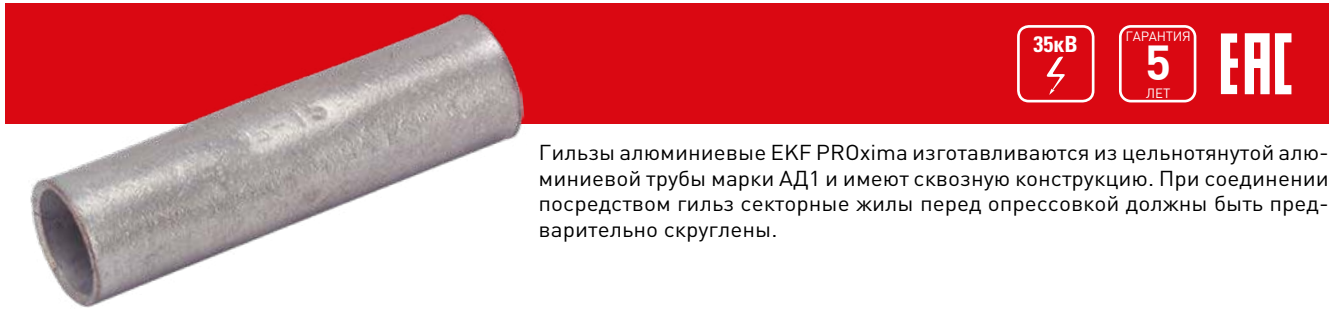 35кВ
ГАРАНТИЯ
5
ЛЕТ
EAC
Гильзы алюминиевые EKF PROxima изготавливаются из цельнотянутой алю-
миниевой трубы марки АД1 и имеют сквозную конструкцию. При соединении
посредством гильз секторные жилы перед опрессовкой должны быть пред-
варительно скруглены.